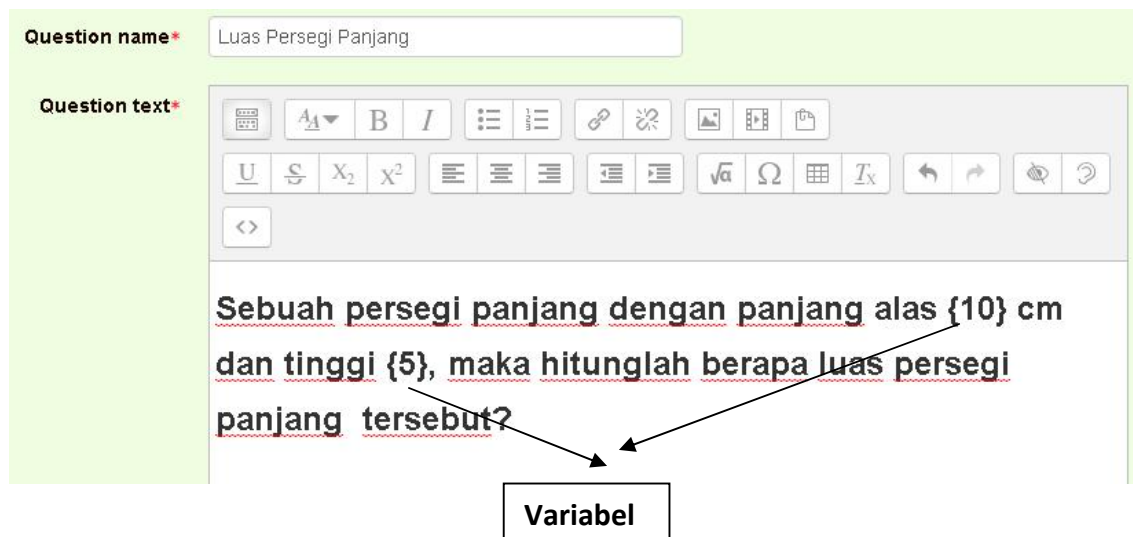 Question name*
Luas Persegi Panjang
Question text*
Sebuah persegi panjang dengan panjang alas {10} cm
dan tinggi {5}, maka hitunglah berapa luas persegi
panjang tersebut?
Variabel